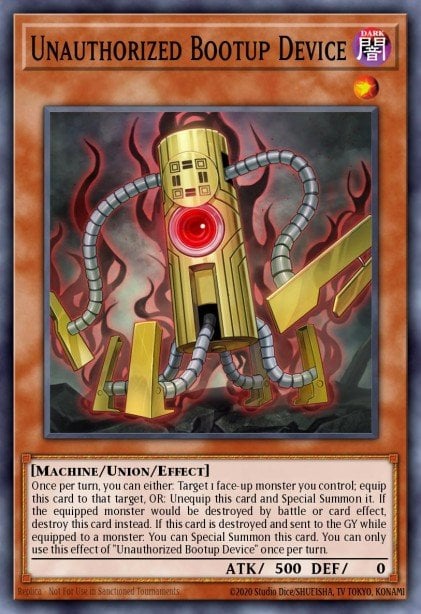 UNAUTHORIZED BOOTUP DEVICE
DARK
闇
[MACHINE/UNION/EFFECT]
Once per turn, you can either: Target 1 face-up monster you control; equip
this card to that target, OR: Unequip this card and Special Summon it. If
the equipped monster would be destroyed by battle or card effect,
destroy this card instead. If this card is destroyed and sent to the GY while
equipped to a monster: You can Special Summon this card. You can only
use this effect of "Unauthorized Bootup Device" once per turn.
ATK/ 500 DEF/ 0
Replica - Not For Use in Sanctioned Tournaments
©2020 Studio Dice/SHUEISHA, TV TOKYO, KONAMI